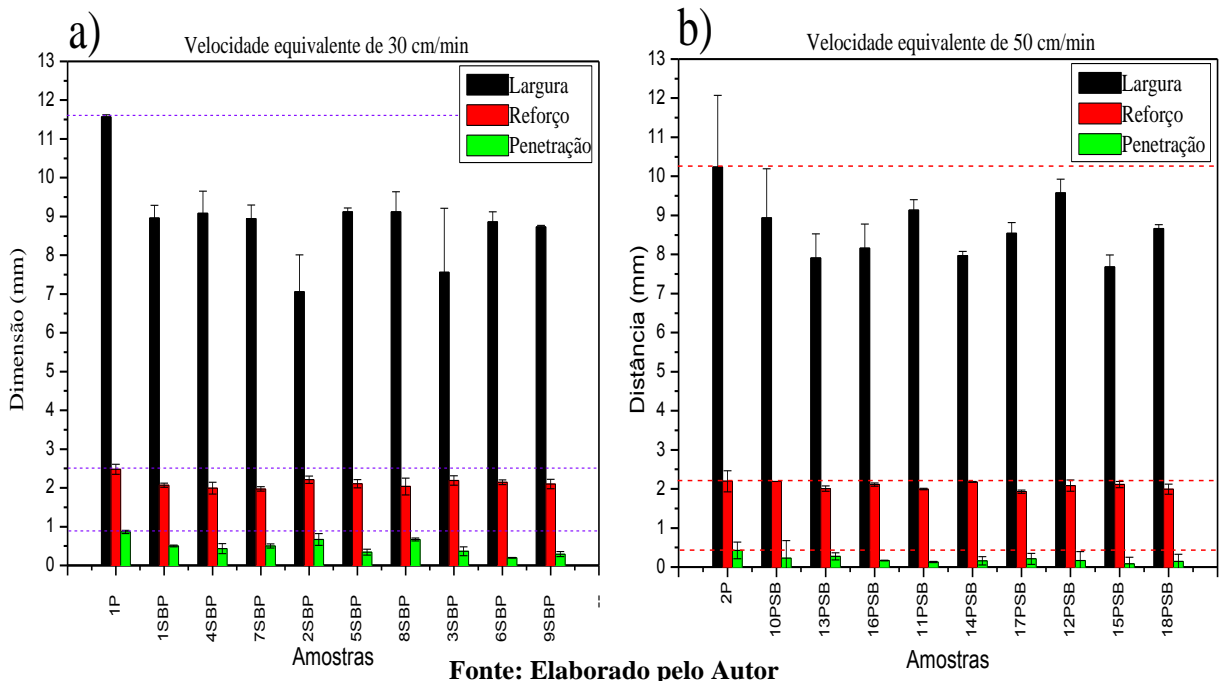 a)
Velocidade equivalente de 30 cm/min
13
12
11
10
9
8
7
6
5
4
3
2
1
0
Dimensão (mm)
Largura
Reforço
Penetração
1P
1SBP
4SBP
7SBP
2SBP
5SBP
8SBP
3SBP
6SBP
9SBP
Amostras
b)
Velocidade equivalente de 50 cm/min
13
12
11
10
9
8
7
6
5
4
3
2
1
0
Distância (mm)
Largura
Reforço
Penetração
2P
10PSB
13PSB
16PSB
11PSB
14PSB
17PSB
12PSB
15PSB
18PSB
Amostras
Fonte: Elaborado pelo Autor